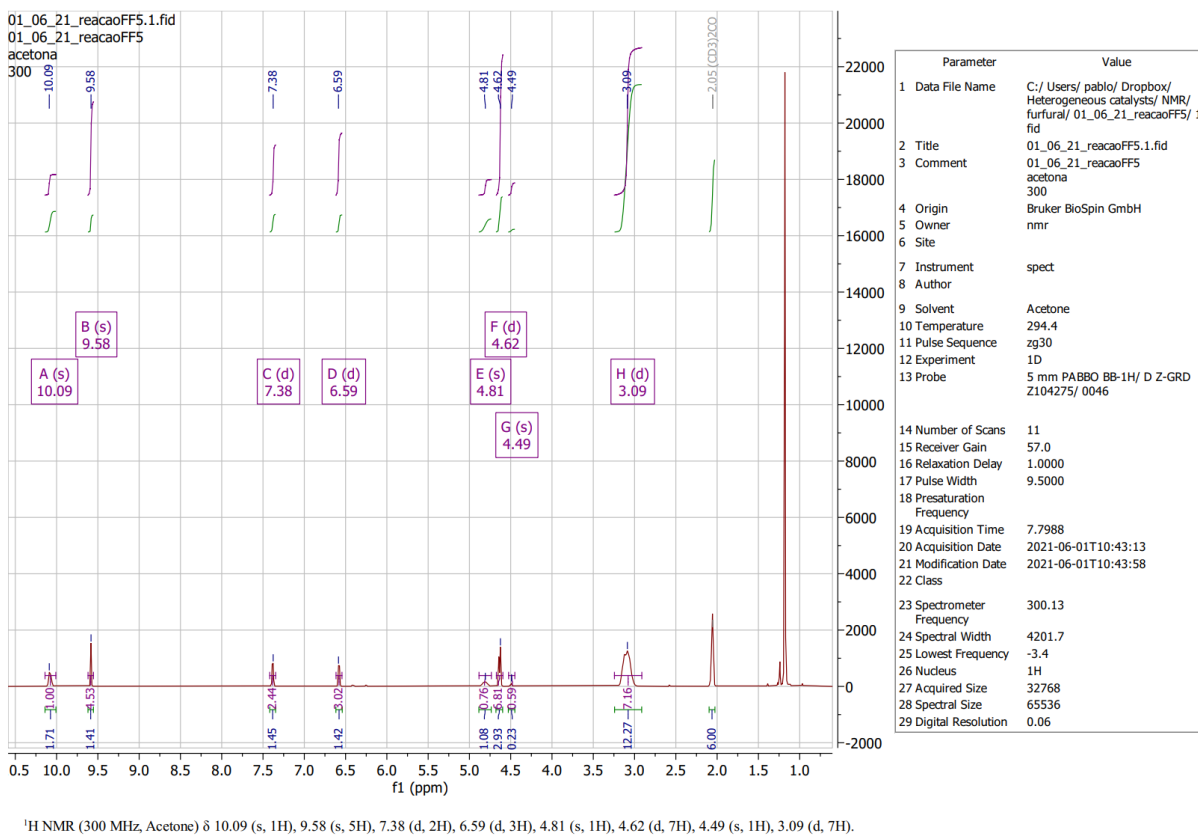 01_06_21_reacaoFF5.1.fid
01_06_21_reacaoFF5
acetona
300
10.09
9.58
7.38
6.59
4.81
4.62
4.49
3.09
2.05 (CD3)2CO
B (s)
9.58
F (d)
4.62
A (s)
10.09
C (d)
7.38
D (d)
6.59
E (s)
4.81
H (d)
3.09
G (s)
4.49
22000
20000
18000
16000
14000
12000
10000
8000
6000
4000
2000
0
-2000
1.00
4.53
2.44
3.02
0.76
6.81
0.59
7.16
1.71
1.41
1.45
1.42
1.08
2.93
0.23
12.27
6.00
0.5 10.0 9.5 9.0 8.5 8.0 7.5 7.0 6.5 6.0 5.5 5.0 4.5 4.0 3.5 3.0 2.5 2.0 1.5 1.0
f1 (ppm)
Parameter Value
1 Data File Name C:/ Users/ pablo/ Dropbox/
Heterogeneous catalysts/ NMR/
furfural/ 01_06_21_reacaoFF5/ 1
fid
2 Title 01_06_21_reacaoFF5.1.fid
3 Comment 01_06_21_reacaoFF5
acetona
300
4 Origin Bruker BioSpin GmbH
5 Owner nmr
6 Site
7 Instrument spect
8 Author
9 Solvent Acetone
10 Temperature 294.4
11 Pulse Sequence zg30
12 Experiment 1D
13 Probe 5 mm PABBO BB-1H/ D Z-GRD
Z104275/ 0046
14 Number of Scans 11
15 Receiver Gain 57.0
16 Relaxation Delay 1.0000
17 Pulse Width 9.5000
18 Presaturation
Frequency
19 Acquisition Time 7.7988
20 Acquisition Date 2021-06-01T10:43:13
21 Modification Date 2021-06-01T10:43:58
22 Class
23 Spectrometer 300.13
Frequency
24 Spectral Width 4201.7
25 Lowest Frequency -3.4
26 Nucleus 1H
27 Acquired Size 32768
28 Spectral Size 65536
29 Digital Resolution 0.06
¹H NMR (300 MHz, Acetone) δ 10.09 (s, 1H), 9.58 (s, 5H), 7.38 (d, 2H), 6.59 (d, 3H), 4.81 (s, 1H), 4.62 (d, 7H), 4.49 (s, 1H), 3.09 (d, 7H).